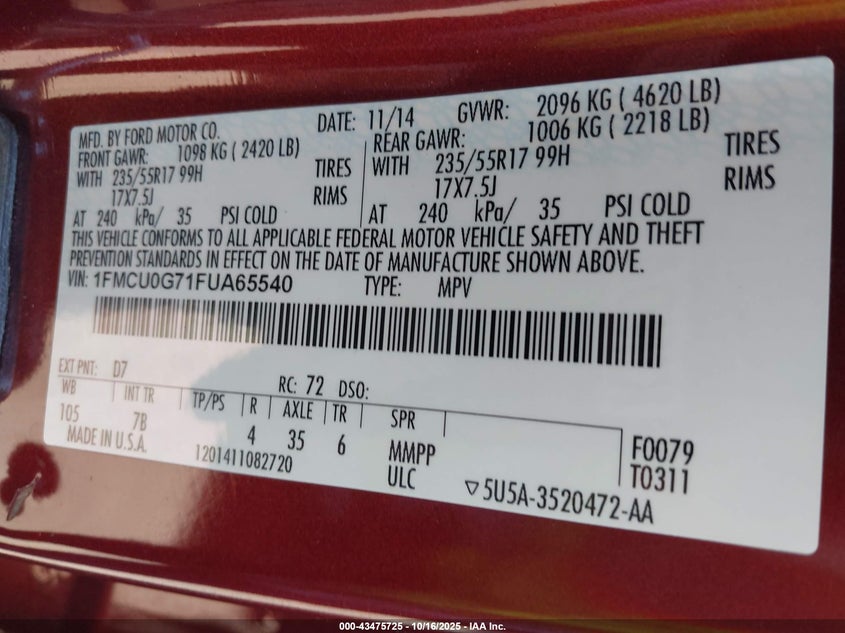 MFD. BY FORD MOTOR CO. DATE: 11/14 GVWR: 2096 KG ( 4620 LB)
FRONT GAWR: 1098 KG ( 2420 LB) REAR GAWR: 1006 KG ( 2218 LB)
WITH 235/55R17 99H TIRES WITH 235/55R17 99H TIRES
17X7.5J RIMS 17X7.5J RIMS
AT 240 kPa/ 35 PSI COLD AT 240 kPa/ 35 PSI COLD
THIS VEHICLE CONFORMS TO ALL APPLICABLE FEDERAL MOTOR VEHICLE SAFETY AND THEFT
PREVENTION STANDARDS IN EFFECT ON THE DATE OF MANUFACTURE SHOWN ABOVE.
VIN: 1FMCU0G71FUA65540 TYPE: MPV
EXT PNT: D7 RC: 72 DSO:
WB INT TR TP/PS R AXLE TR SPR
105 7B 4 35 6 MMPP F0079
MADE IN U.S.A. 1201411082720 ULC T0311
▽5U5A-3520472-AA
000-43475725 - 10/16/2025 - IAA Inc.